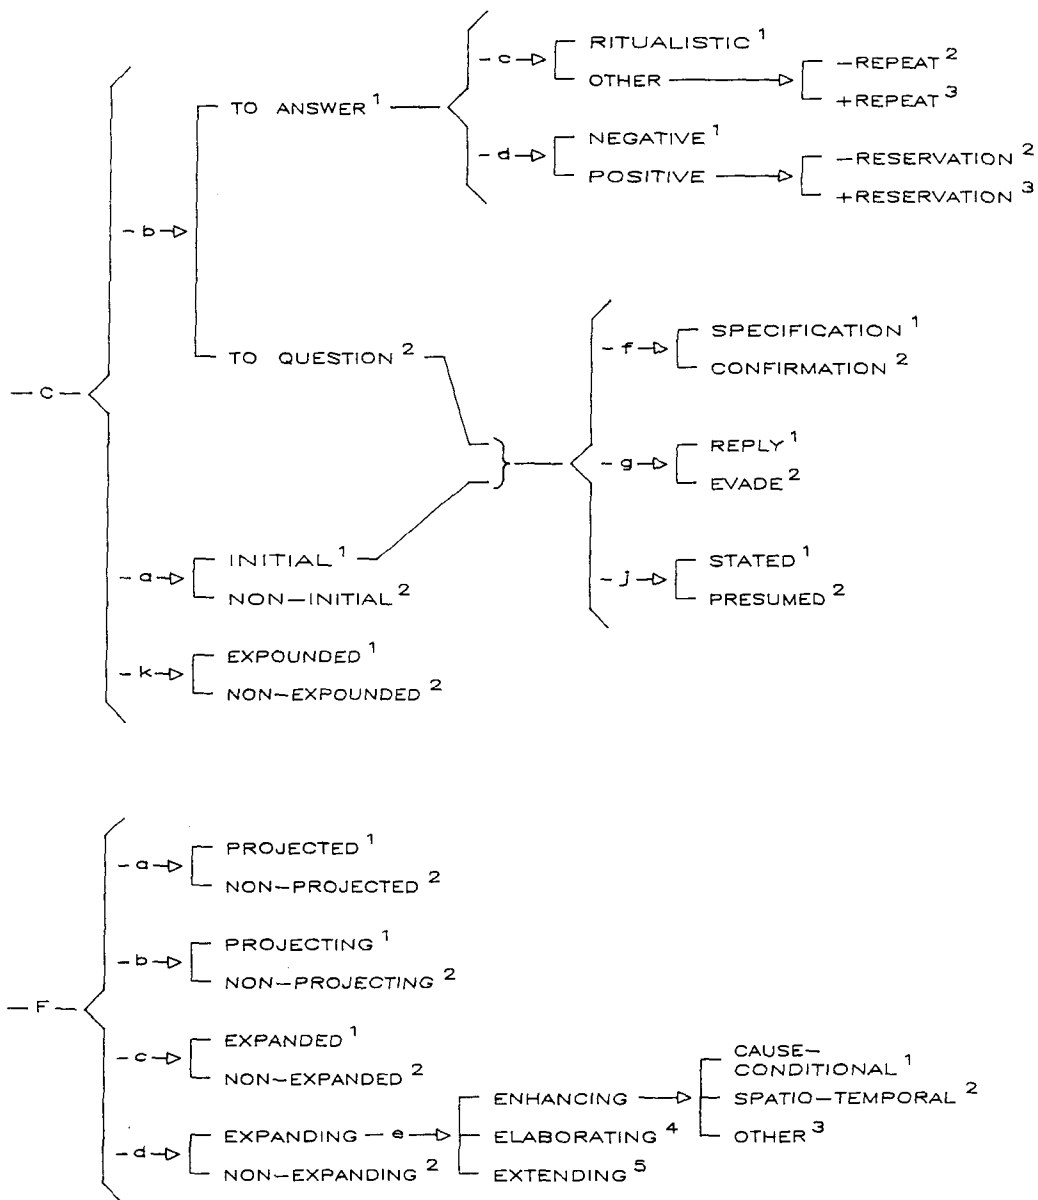 c RITUALISTIC 1
OTHER
-REPEAT 2
+REPEAT 3
TO ANSWER 1
d NEGATIVE 1
POSITIVE
-RESERVATION 2
+RESERVATION 3
b
TO QUESTION 2
C
f SPECIFICATION 1
CONFIRMATION 2
g REPLY 1
EVADE 2
j STATED 1
PRESUMED 2
a INITIAL 1
NON-INITIAL 2
k EXPOUNDED 1
NON-EXPOUNDED 2
F
a PROJECTED 1
NON-PROJECTED 2
b PROJECTING 1
NON-PROJECTING 2
c EXPANDED 1
NON-EXPANDED 2
d EXPANDING e
NON-EXPANDING 2
ENHANCING
ELABORATING 4
EXTENDING 5
CAUSE-
CONDITIONAL 1
SPATIO-TEMPORAL 2
OTHER 3